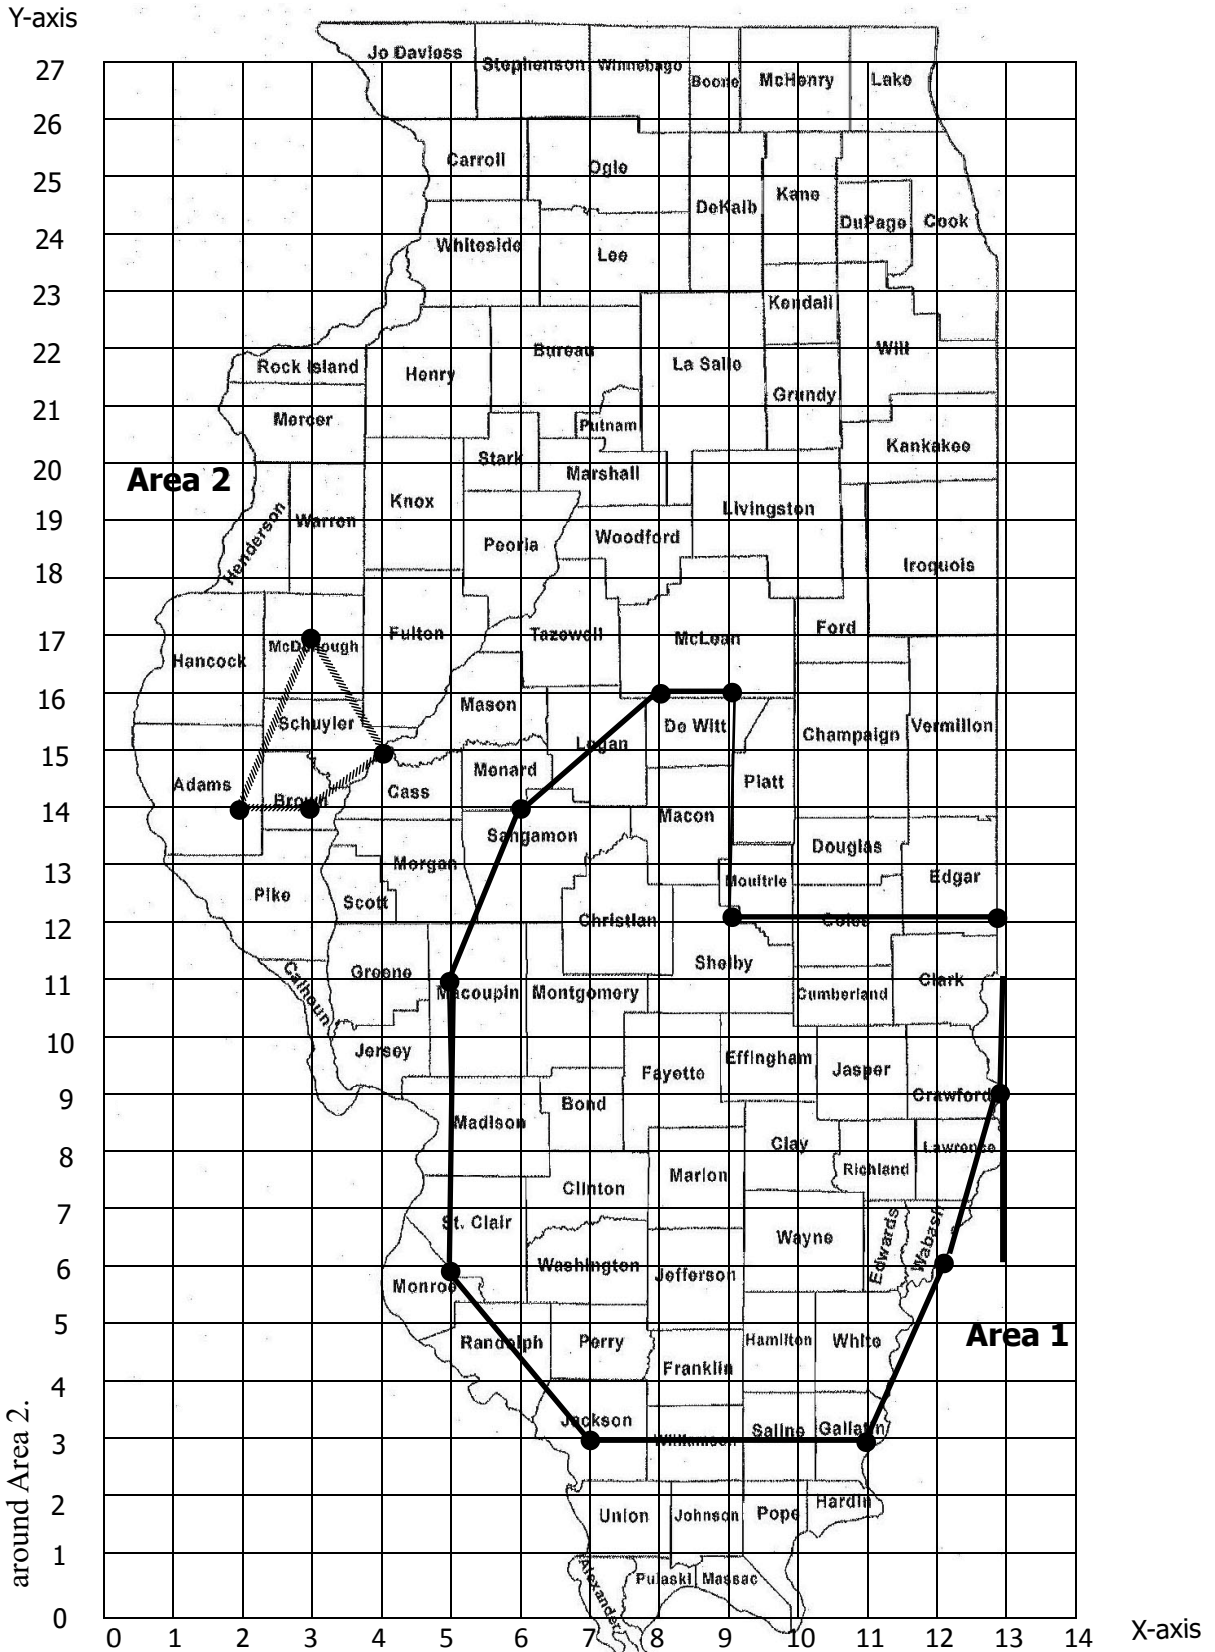 Y-axis
27
26
25
24
23
22
21
20
19
18
17
16
15
14
13
12
11
10
9
8
7
6
5
4
3
2
1
0
Jo Daviess
Stephenson
Winnebago
Boone
McHenry
Lake
Carroll
Ogle
DeKalb
Kane
DuPage
Cook
Whiteside
Lee
Kendall
Rock Island
Henry
Bureau
La Salle
Grundy
Will
Mercer
Putnam
Kankakee
Stark
Marshall
Area 2
Henderson
Warren
Knox
Peoria
Woodford
Livingston
Iroquois
Hancock
McDonough
Fulton
Tazewell
McLean
Ford
Schuyler
Mason
Logan
De Witt
Champaign
Vermilion
Adams
Brown
Cass
Menard
Macon
Piatt
Sangamon
Douglas
Morgan
Moultrie
Edgar
Pike
Scott
Christian
Coles
Shelby
Calhoun
Greene
Macoupin
Montgomery
Cumberland
Clark
Jersey
Fayette
Effingham
Jasper
Crawford
Madison
Bond
Clay
Richland
Lawrence
Clinton
Marion
St. Clair
Wayne
Edwards
Wabash
Monroe
Washington
Jefferson
Randolph
Perry
Hamilton
White
Area 1
Franklin
Jackson
Williamson
Saline
Gallatin
Union
Johnson
Pope
Hardin
Alexander
Pulaski
Massac
0 1 2 3 4 5 6 7 8 9 10 11 12 13 14
X-axis
around Area 2.